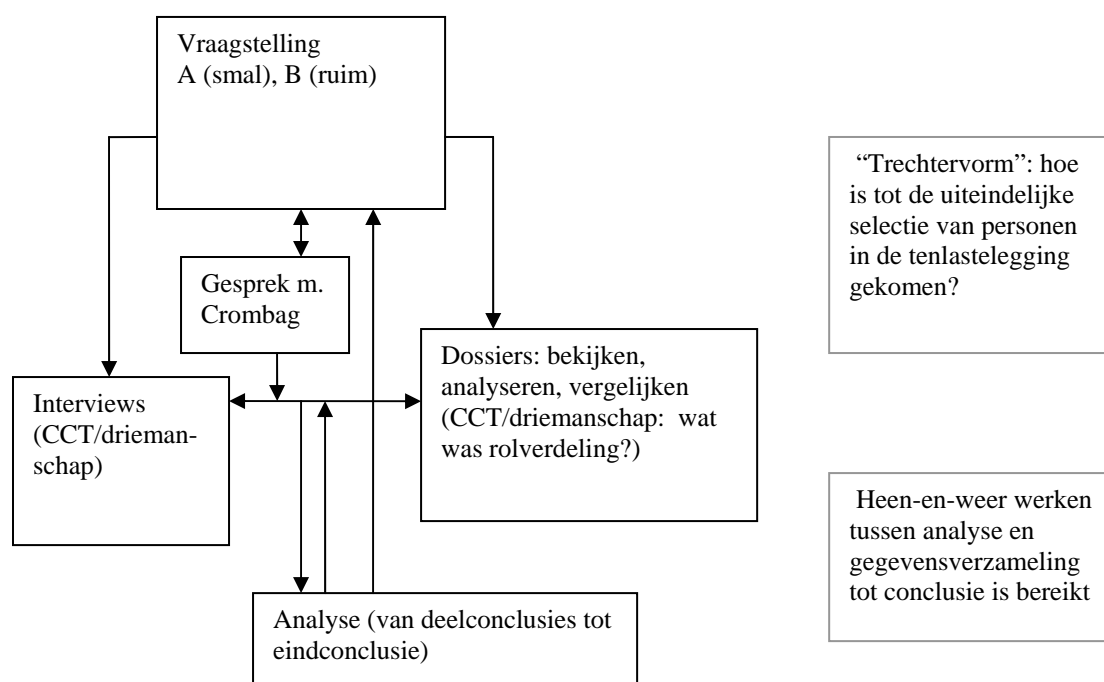 Vraagstelling
A (smal), B (ruim)
Gesprek m.
Crombag
Interviews
(CCT/drieman-
schap)
Dossiers: bekijken,
analyseren, vergelijken
(CCT/driemanschap:  wat
was rolverdeling?)
Analyse (van deelconclusies tot
eindconclusie)
“Trechtervorm”: hoe
is tot de uiteindelijke
selectie van personen
in de tenlastelegging
gekomen?
Heen-en-weer werken
tussen analyse en
gegevensverzameling
tot conclusie is bereikt